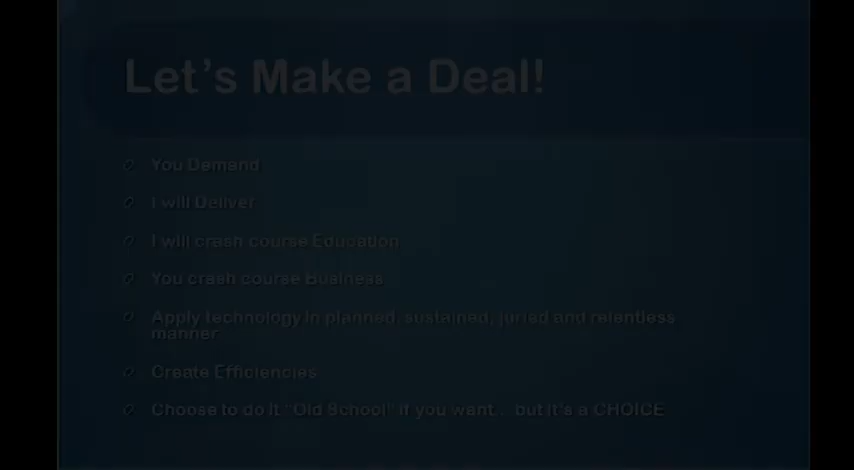 Let's Make a Deal!
You Demand
I will Deliver
I will crash course Education
You crash course Business
Apply technology in planned, sustained, juried and relentless
manner
Create Efficiencies
Choose to do it "Old School" if you want... but it's a CHOICE